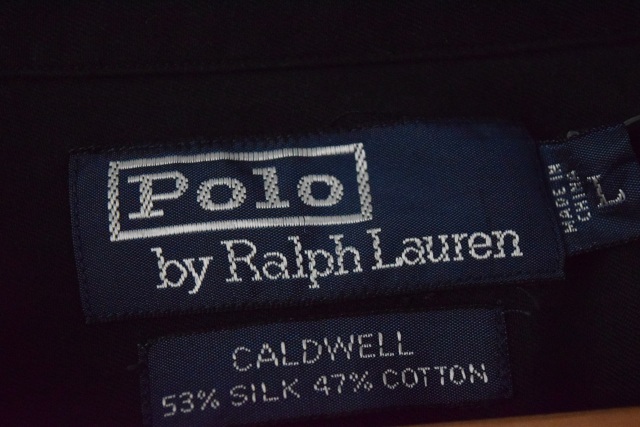 Polo
by Ralph Lauren
MADE IN
CHINA
L
CALDWELL
53% SILK 47% COTTON